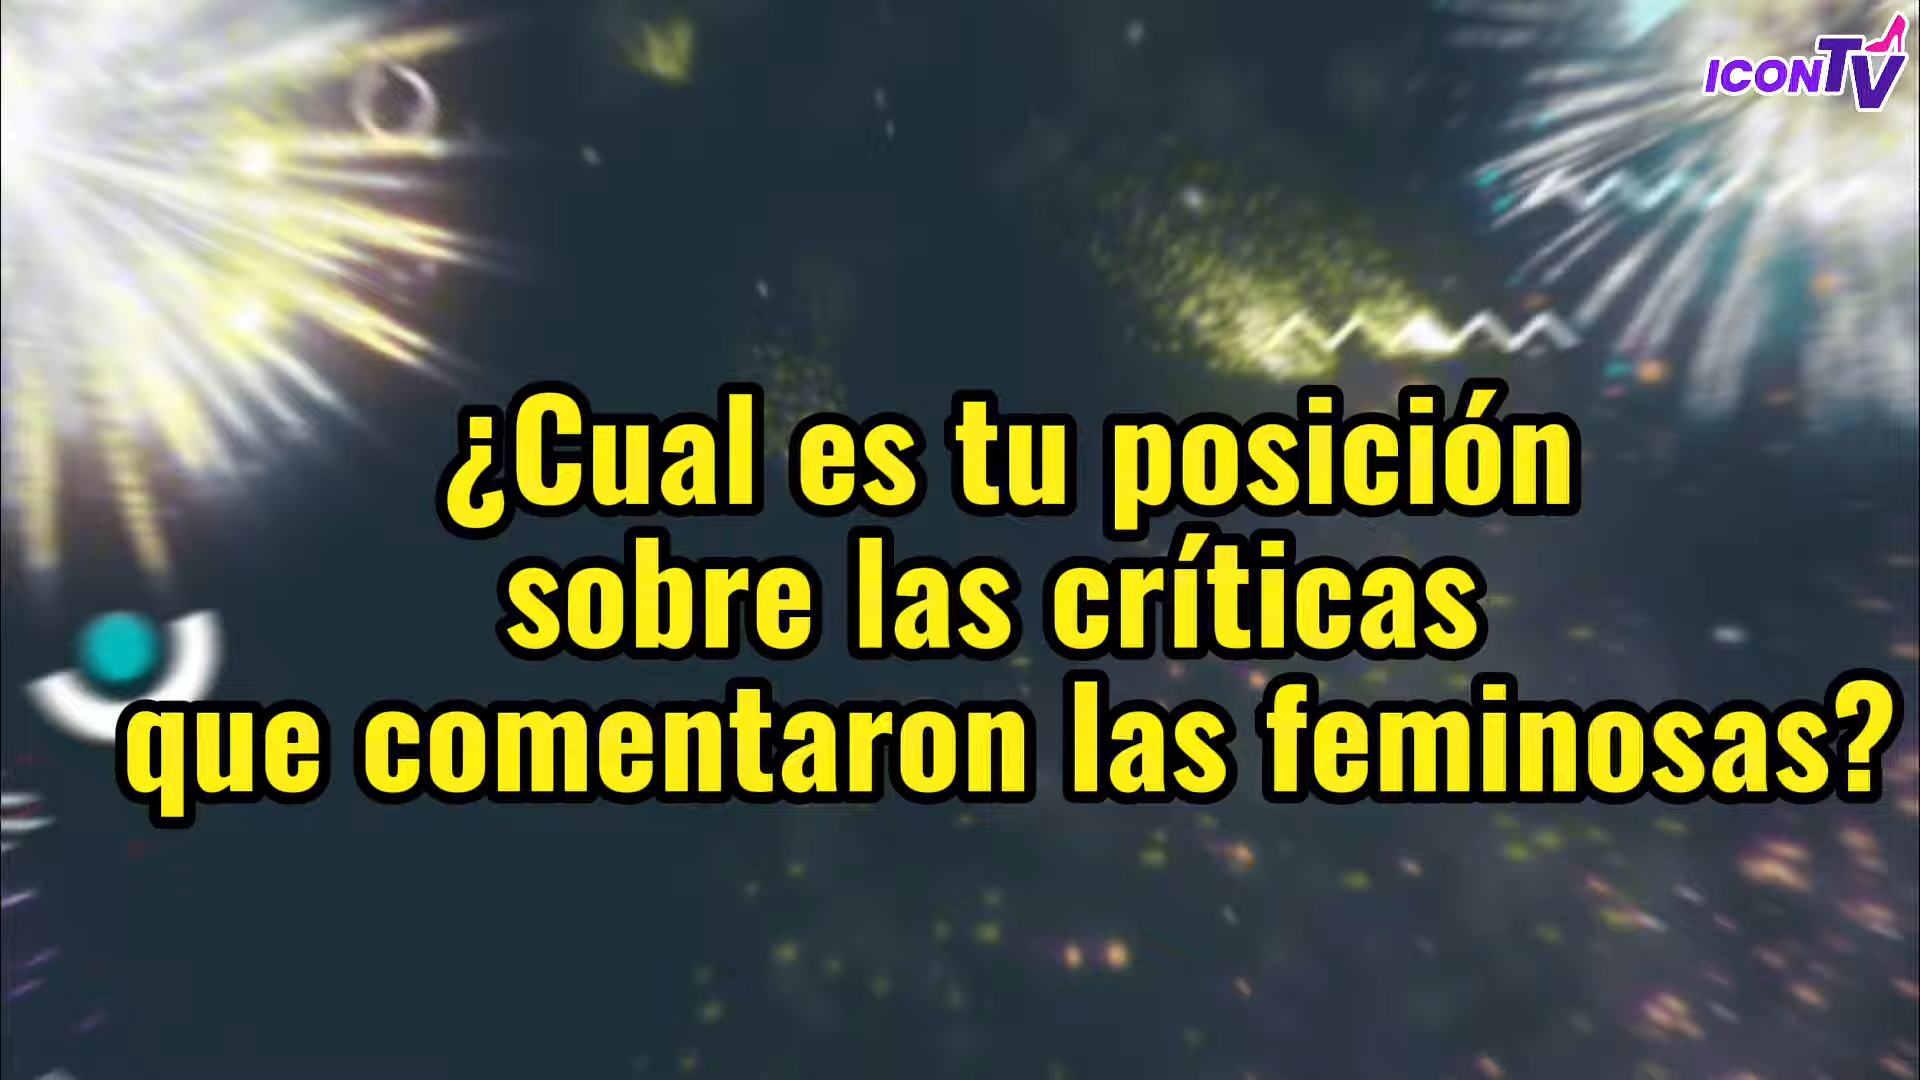 ICONTV
¿Cual es tu posición
sobre las críticas
que comentaron las feminosas?